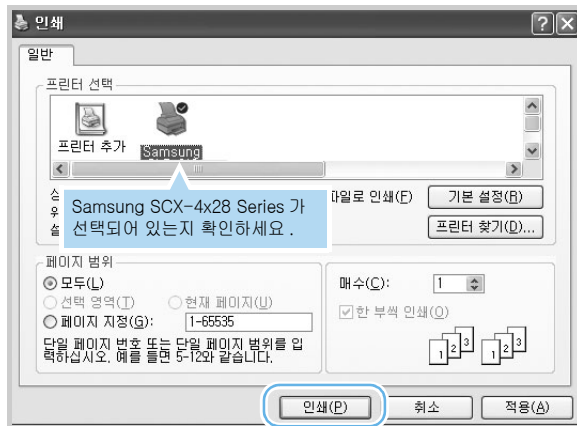 인쇄
일반
프린터 선택
프린터 추가
Samsung
파일로 인쇄(F)
기본 설정(R)
프린터 찾기(D)...
Samsung SCX-4x28 Series 가
선택되어 있는지 확인하세요 .
페이지 범위
모두(L)
선택 영역(T) 현재 페이지(U)
페이지 지정(G): 1-65535
단일 페이지 번호 또는 단일 페이지 범위를 입
력하십시오. 예를 들면 5-12와 같습니다.
매수(C): 1
한 부씩 인쇄(O)
1 2 3 1 2 3
인쇄(P) 취소 적용(A)